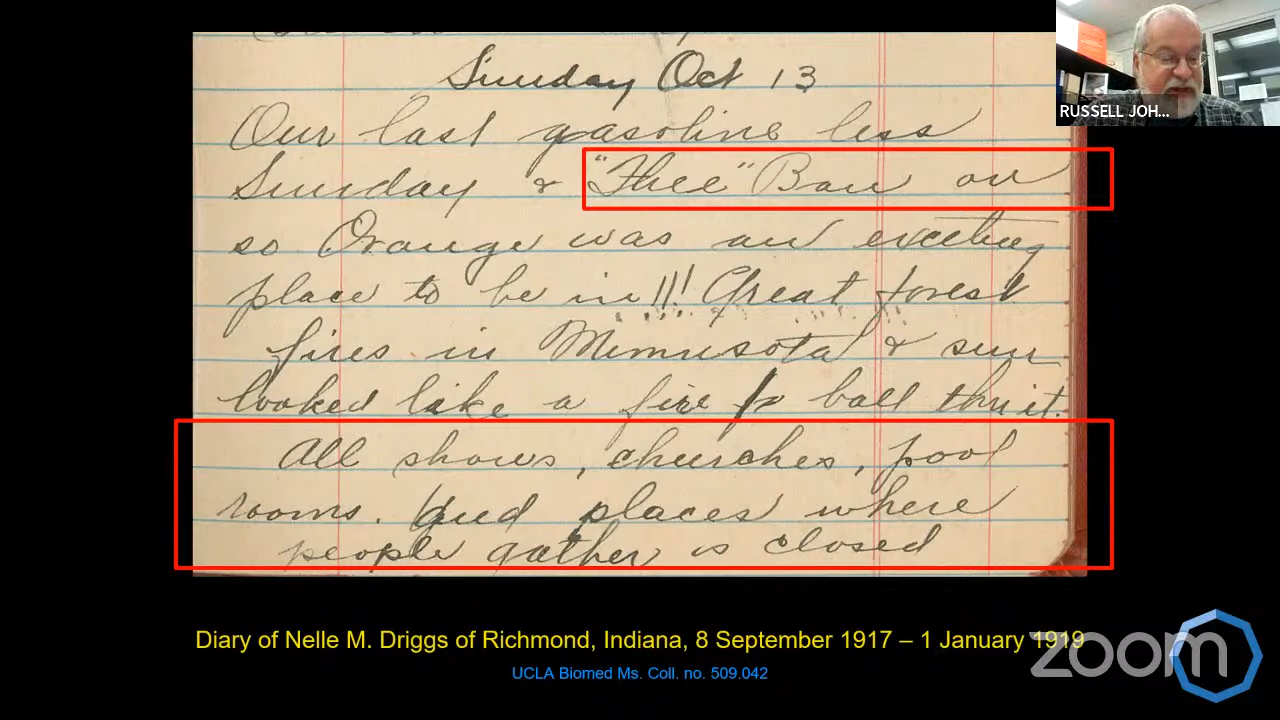 Sunday Oct 13
Our last gasoline less
Sunday & "Thee" Ban on
so Orange was an exciting
place to be in!!! Great forest
fires in Minnusota & sun
looked like a fire ball thru it.
All shows, churches, pool
rooms. and places where
people gather is closed
RUSSELL JOH...
Diary of Nelle M. Driggs of Richmond, Indiana, 8 September 1917 – 1 January 1919
UCLA Biomed Ms. Coll. no. 509.042
zoom